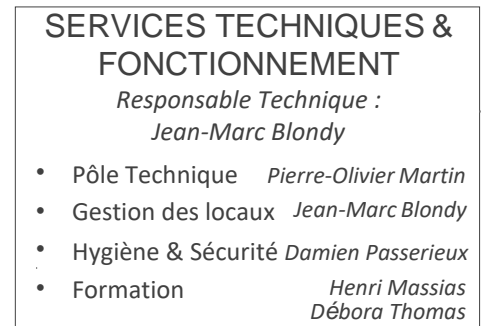 SERVICES TECHNIQUES &
FONCTIONNEMENT
Responsable Technique :
Jean-Marc Blondy
• Pôle Technique Pierre-Olivier Martin
• Gestion des locaux Jean-Marc Blondy
• Hygiène & Sécurité Damien Passerieux
• Formation Henri Massias
Débora Thomas